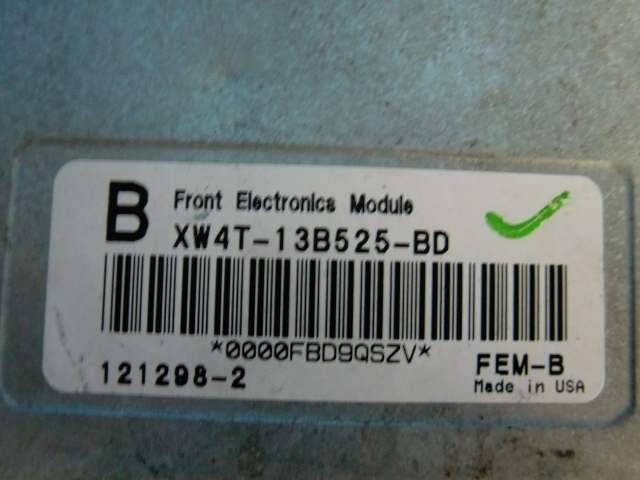 B Front Electronics Module
XW4T-13B525-BD
*0000FBD9QSZV*
121298-2
FEM-B
Made in USA